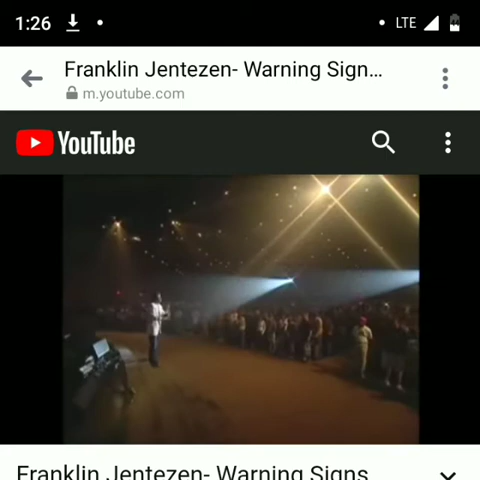 1:26 LTE
Franklin Jentezen- Warning Sign...
m.youtube.com
YouTube
Franklin Jentezen- Warning Signs